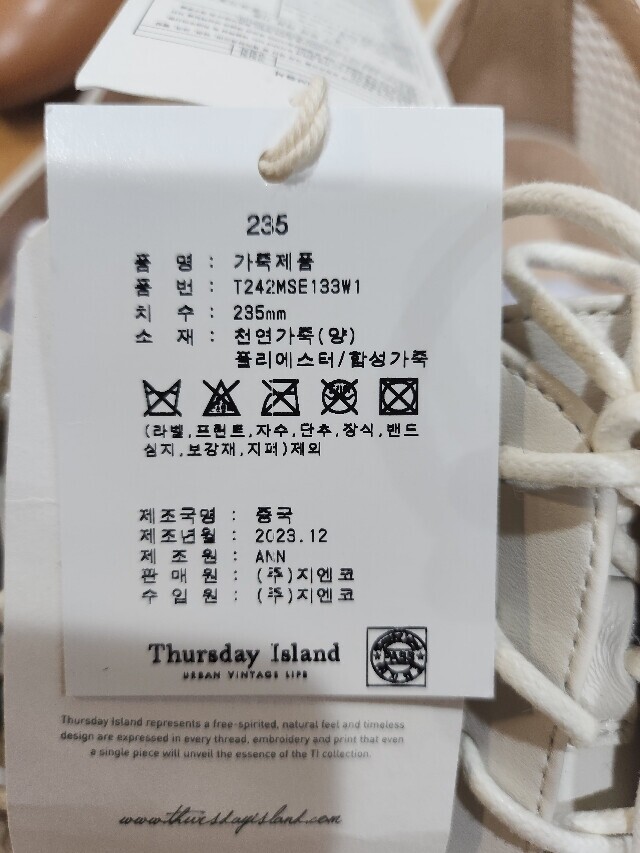 235
품 명 : 가죽제품
품 번 : T242MSE133W1
치 수 : 235mm
소 재 : 천연가죽(양)
폴리에스터/합성가죽
(라벨,프린트,자수,단추,장식,밴드
심지,보강재,지퍼)제외
제조국명 : 중국
제조년월 : 2023.12
제 조 원 : ANN
판 매 원 : (주)지엔코
수 입 원 : (주)지엔코
Thursday Island
URBAN VINTAGE LIFE
Thursday Island represents a free-spirited, natural feel and timeless
design are expressed in every thread, embroidery and print that even
a single piece will unveil the essence of the TI collection.
www.thursdayisland.com